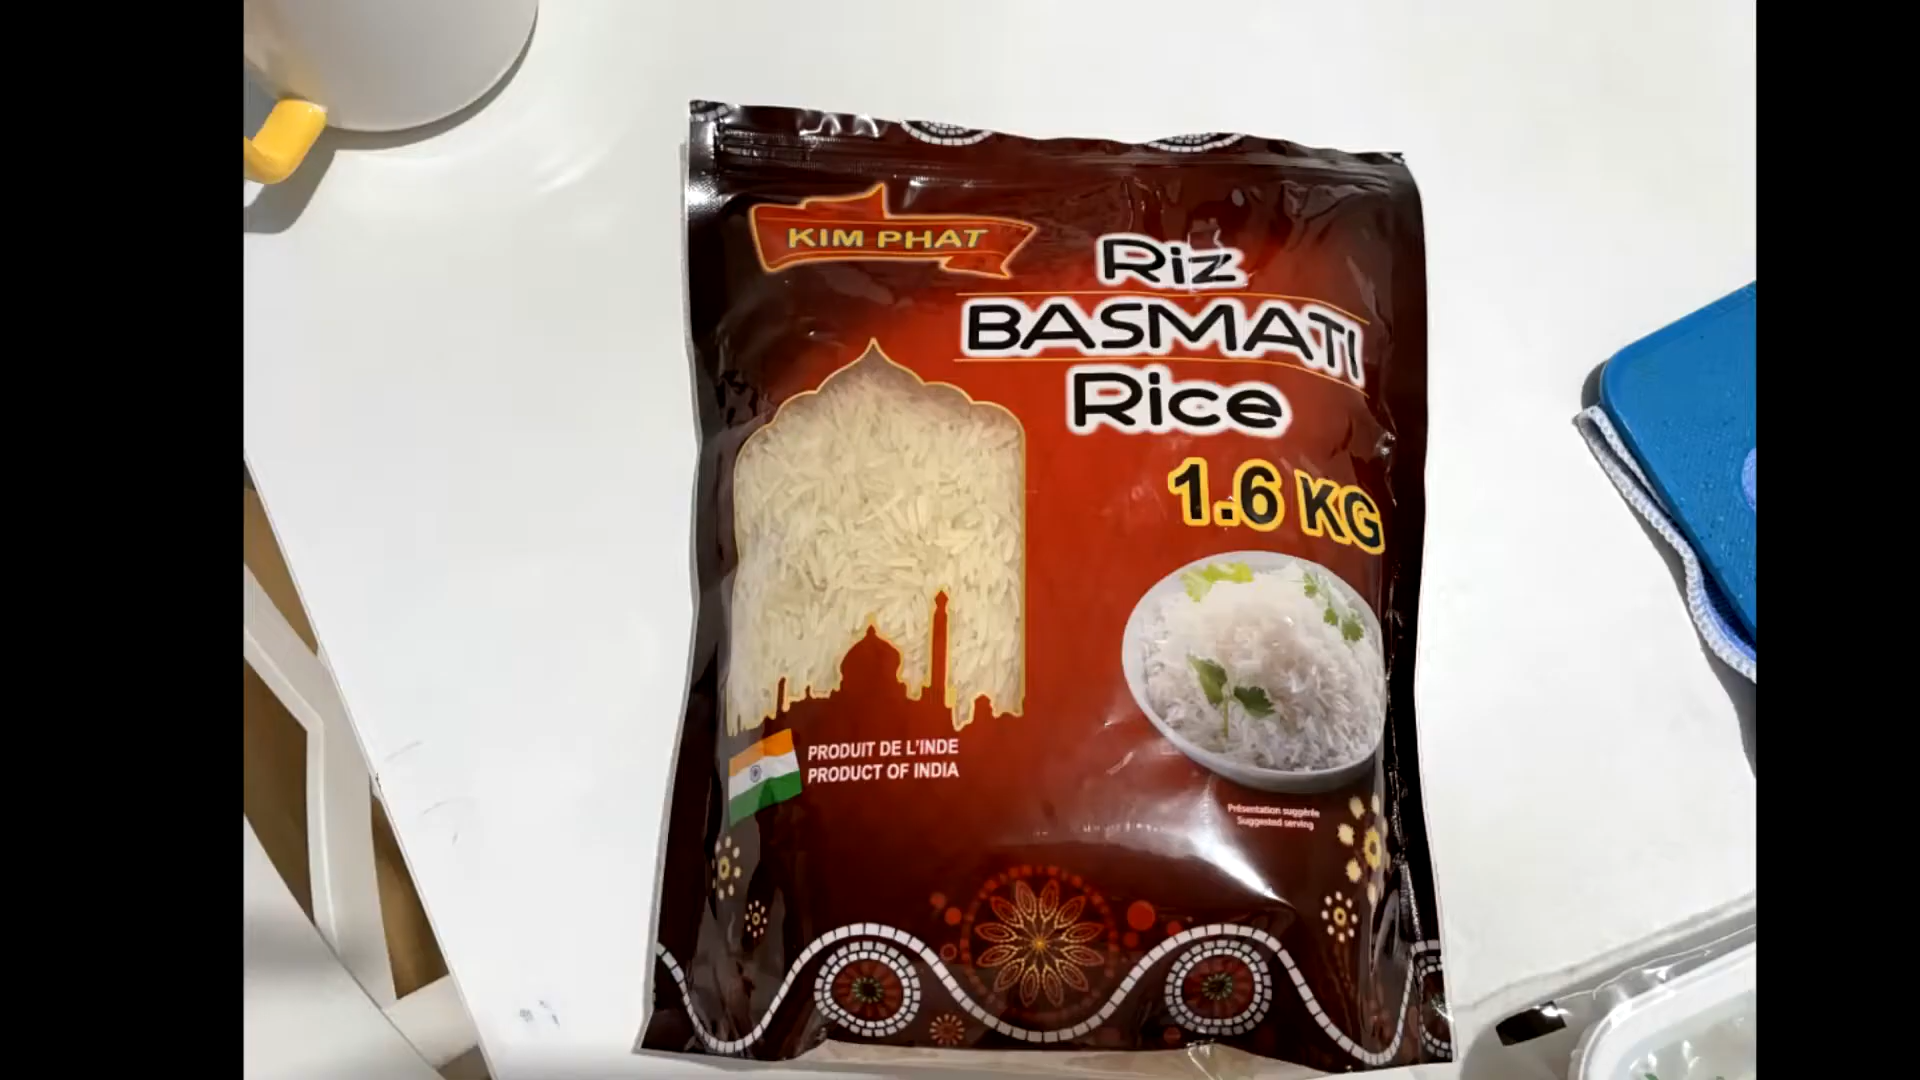 KIM PHAT
Riz
BASMATI
Rice
1.6 KG
PRODUIT DE L'INDE
PRODUCT OF INDIA
Présentation suggérée
Suggested serving